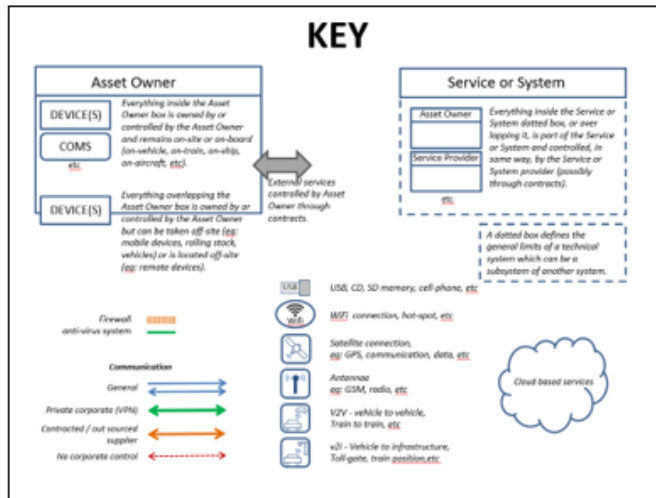 KEY
Asset Owner
DEVICE(S)
COMS
etc
Everything inside the Asset
Owner box is owned by or
controlled by the Asset Owner
and remains on-site or on-board
(on-vehicle, on-train, on-ship,
on-aircraft, etc).
DEVICE(S)
Everything overlapping the Asset
Owner box is owned by or
controlled by the Asset Owner
but can be taken off-site (eg:
mobile devices, rolling stock,
vehicles) or is located off-site
(eg: remote devices).
External services
controlled by Asset
Owner through
contracts.
Service or System
Asset Owner
Service Provider
etc
Everything inside the Service or
System dotted box, or over
lapping it, is part of the Service
or System and controlled, in
some way, by the Service or
System provider (possibly
through contracts).
A dotted box defines the
general limits of a technical
system which can be a
subsystem of another system.
Firewall
anti-virus system
Communication
General
Private corporate (VPN)
Contracted / out sourced
supplier
No corporate control
USB
USB, CD, SD memory, cell-phone, etc
Wifi
WiFi connection, hot-spot, etc
Satellite connection,
eg: GPS, communication, data, etc
Antennae
eg: GSM, radio, etc
V2V - vehicle to vehicle,
Train to train, etc
v2i - Vehicle to infrastructure,
Toll-gate, train position,etc
Cloud based services